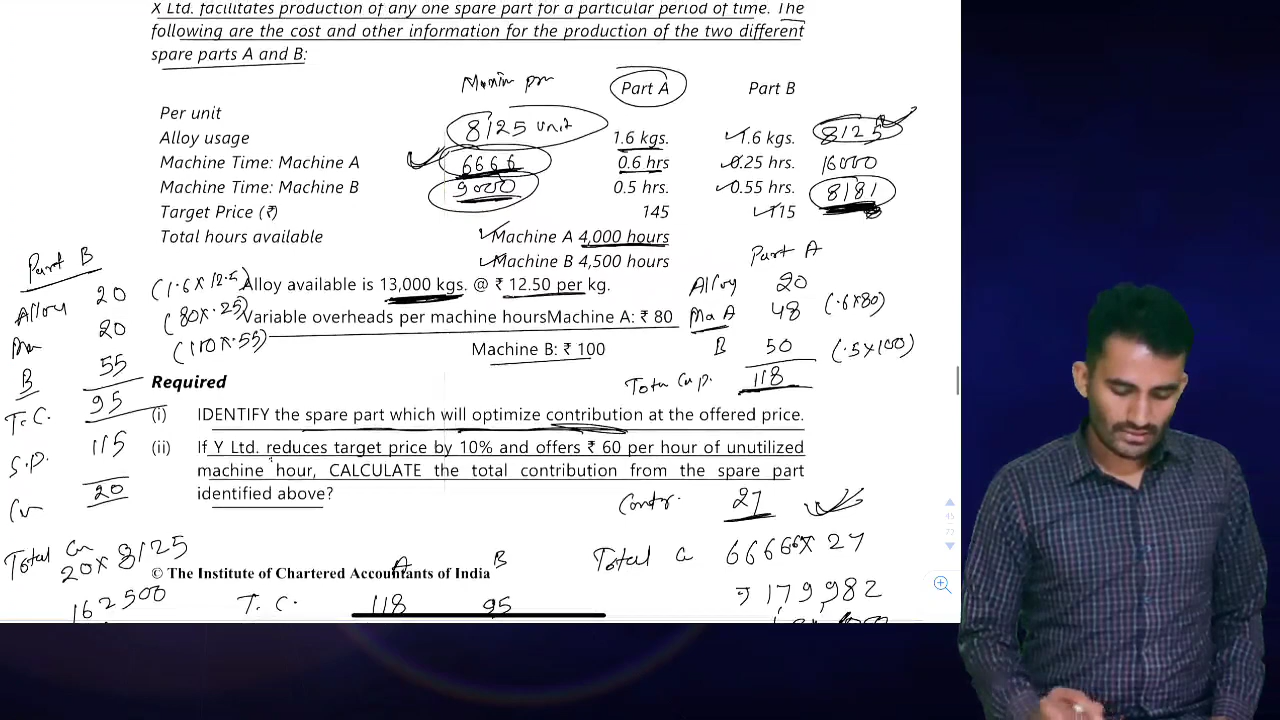 X Ltd. facilitates production of any one spare part for a particular period of time. The
following are the cost and other information for the production of the two different
spare parts A and B:
Part A Part B
Per unit
8125 unit
Alloy usage 1.6 kgs. 1.6 kgs. 8125
Machine Time: Machine A 6666 0.6 hrs 0.25 hrs. 16000
Machine Time: Machine B 9000 0.5 hrs. 0.55 hrs. 8181
Target Price (₹) 145 115
Total hours available Machine A 4,000 hours
Machine B 4,500 hours
Alloy available is 13,000 kgs. @ ₹ 12.50 per kg.
Variable overheads per machine hoursMachine A: ₹ 80
Machine B: ₹ 100
Part B
Alloy 20 (1.6 x 12.5)
Ma 20 (80 x .25)
B 55 (100 x .55)
T.C. 95
S.P. 115
Cu 20
Total Cu
20 x 8125
162500
Part A
Alloy 20
Ma A 48 (.6x80)
B 50 (.5x100)
118
Required
(i) IDENTIFY the spare part which will optimize contribution at the offered price.
(ii) If Y Ltd. reduces target price by 10% and offers ₹ 60 per hour of unutilized
machine hour, CALCULATE the total contribution from the spare part
identified above?
Contr. 27
Total C 6666 x 27
179982
© The Institute of Chartered Accountants of India
A B
T. C. 118 95